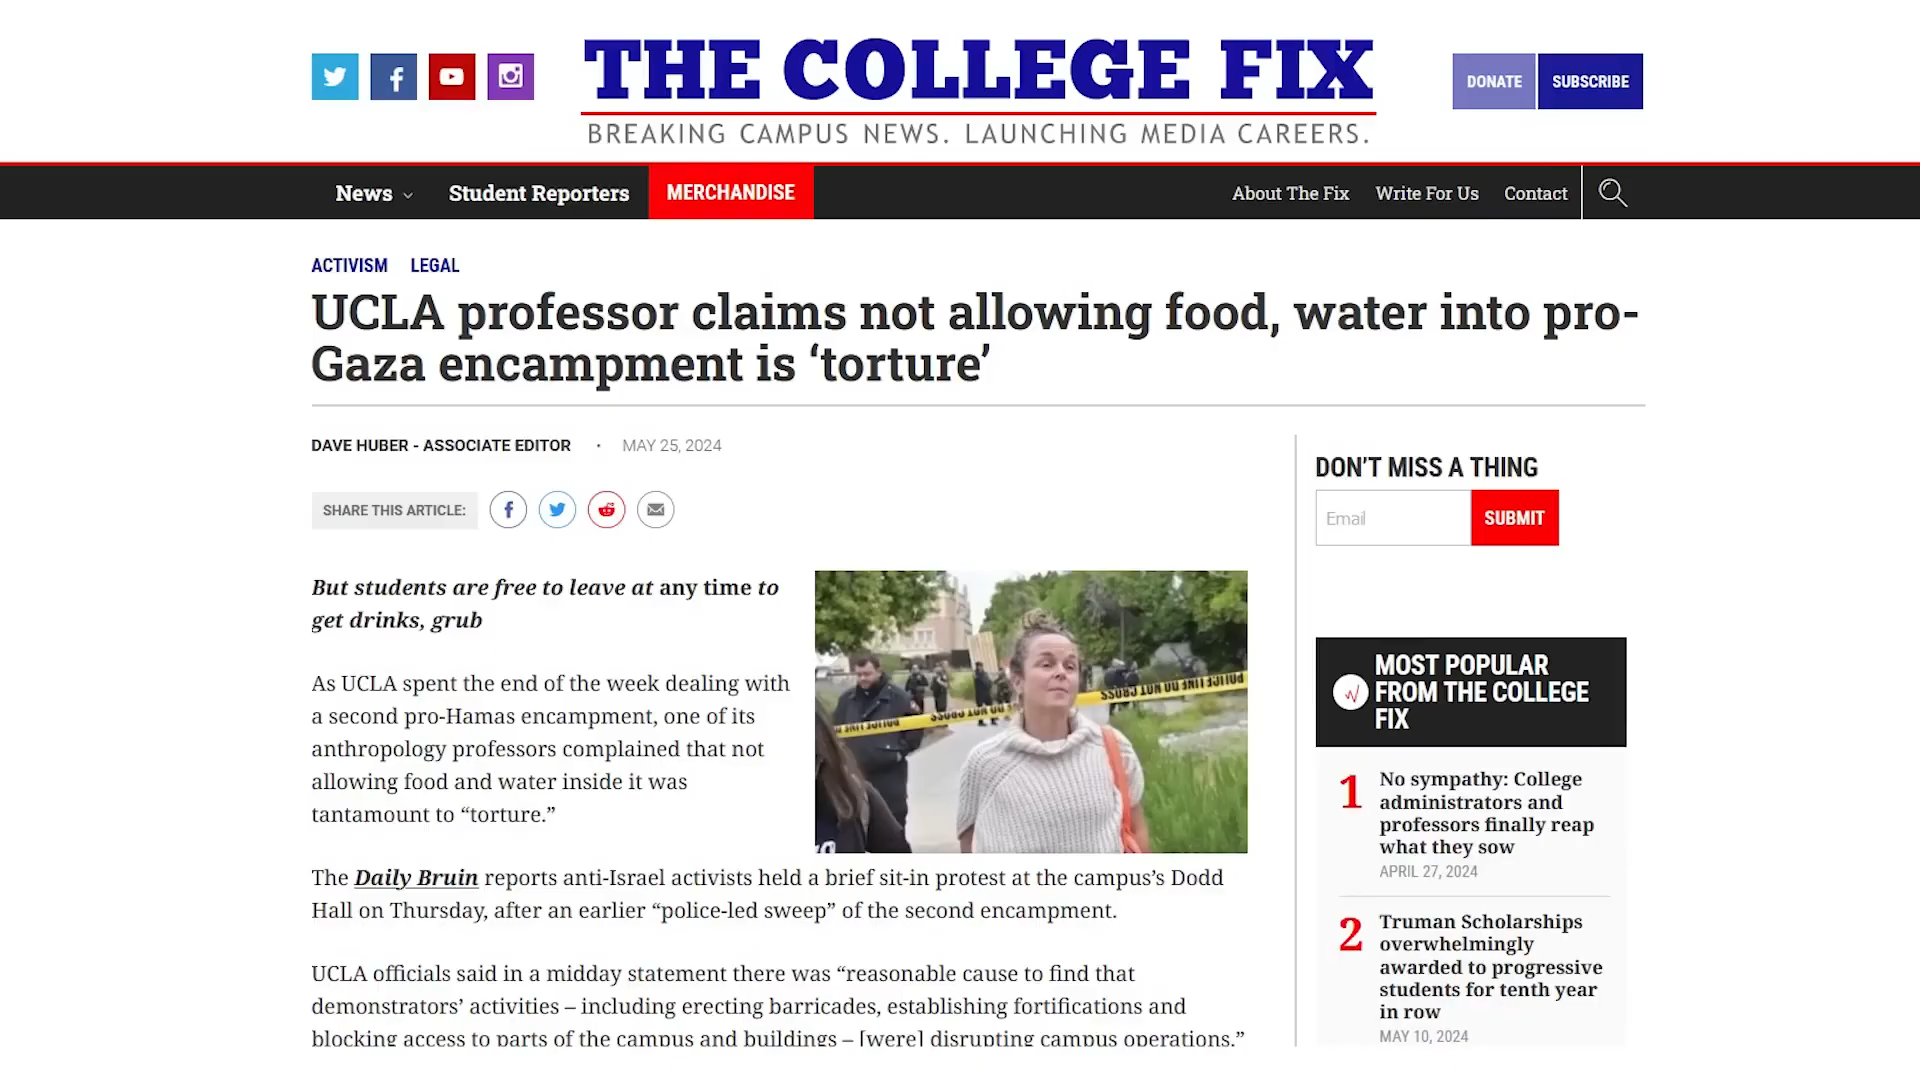 THE COLLEGE FIX
BREAKING CAMPUS NEWS. LAUNCHING MEDIA CAREERS.
DONATE
SUBSCRIBE
News
Student Reporters
MERCHANDISE
About The Fix
Write For Us
Contact
ACTIVISM LEGAL
UCLA professor claims not allowing food, water into pro-
Gaza encampment is ‘torture’
DAVE HUBER - ASSOCIATE EDITOR • MAY 25, 2024
SHARE THIS ARTICLE:
But students are free to leave at any time to
get drinks, grub
As UCLA spent the end of the week dealing with
a second pro-Hamas encampment, one of its
anthropology professors complained that not
allowing food and water inside it was
tantamount to “torture.”
POLICE LINE DO NOT CROSS
POLICE LINE DO NOT CROSS
The Daily Bruin reports anti-Israel activists held a brief sit-in protest at the campus’s Dodd
Hall on Thursday, after an earlier “police-led sweep” of the second encampment.
UCLA officials said in a midday statement there was “reasonable cause to find that
demonstrators’ activities – including erecting barricades, establishing fortifications and
blocking access to parts of the campus and buildings – [were] disrupting campus operations.”
DON'T MISS A THING
Email
SUBMIT
MOST POPULAR
FROM THE COLLEGE
FIX
1
No sympathy: College
administrators and
professors finally reap
what they sow
APRIL 27, 2024
2
Truman Scholarships
overwhelmingly
awarded to progressive
students for tenth year
in row
MAY 10, 2024